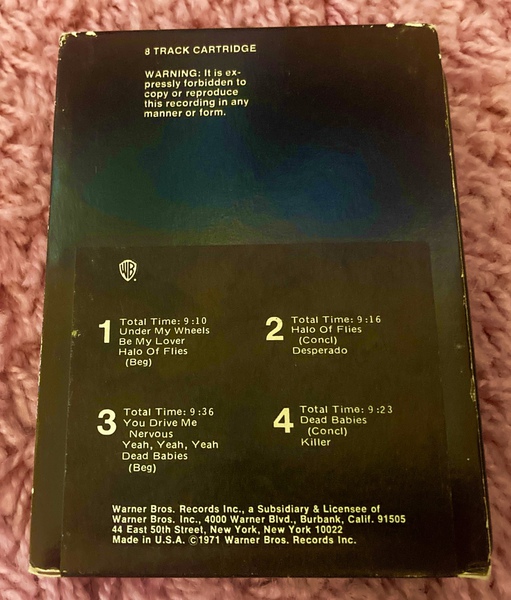 8 TRACK CARTRIDGE
WARNING: It is ex-
pressly forbidden to
copy or reproduce
this recording in any
manner or form.
WB
1 Total Time: 9:10
Under My Wheels
Be My Lover
Halo Of Flies
(Beg)
2 Total Time: 9:16
Halo Of Flies
(Concl)
Desperado
3 Total Time: 9:36
You Drive Me
Nervous
Yeah, Yeah, Yeah
Dead Babies
(Beg)
4 Total Time: 9:23
Dead Babies
(Concl)
Killer
Warner Bros. Records Inc., a Subsidiary & Licensee of
Warner Bros. Inc., 4000 Warner Blvd., Burbank, Calif. 91505
44 East 50th Street, New York, New York 10022
Made in U.S.A. ©1971 Warner Bros. Records Inc.